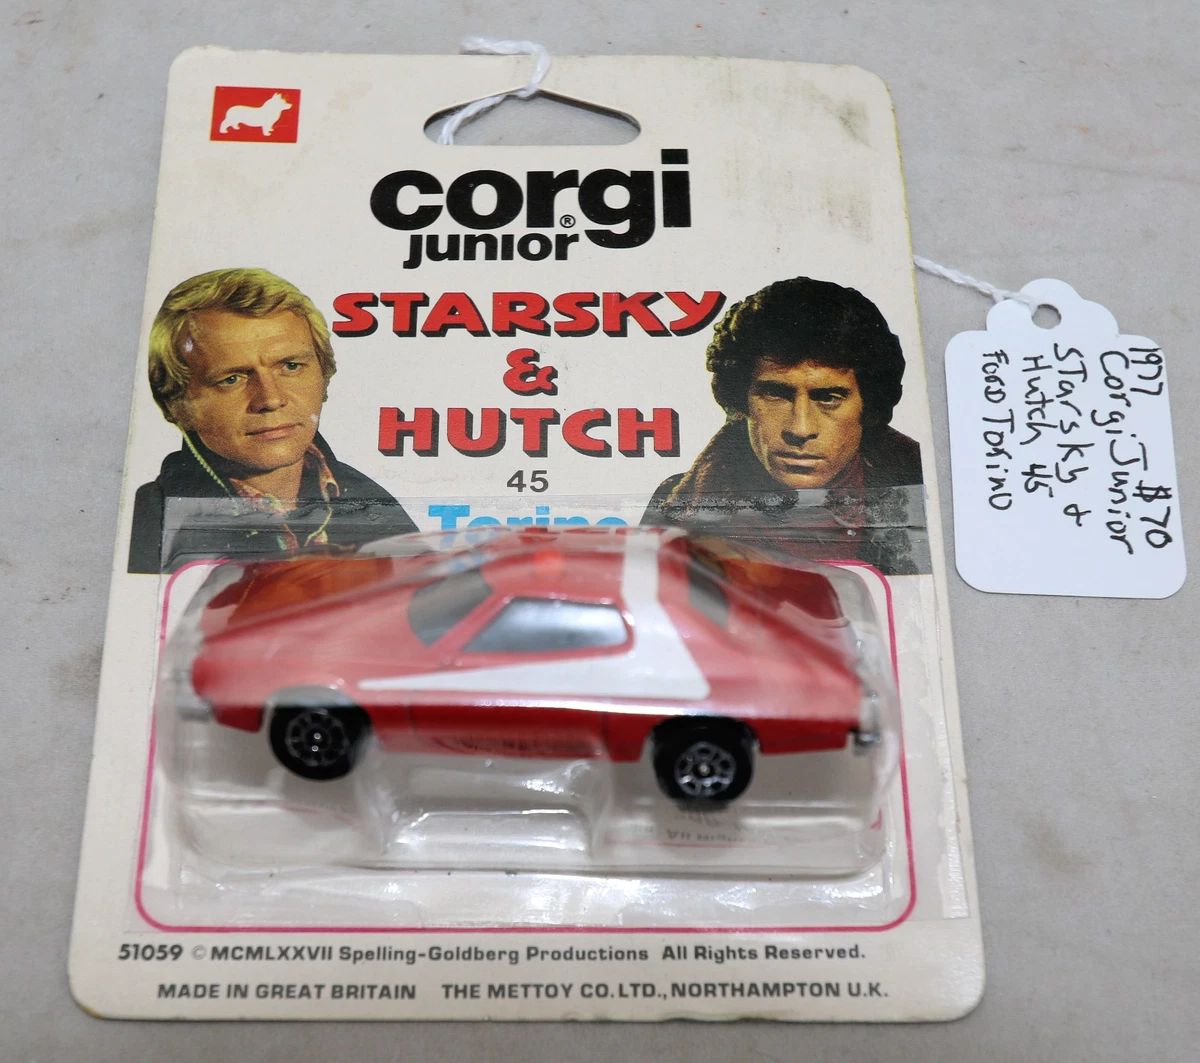 corgi®
junior
STARSKY
&
HUTCH
45
Torino
51059 © MCMLXXVII Spelling-Goldberg Productions All Rights Reserved.
MADE IN GREAT BRITAIN THE METTOY CO. LTD., NORTHAMPTON U.K.
$70
1977
Corgi Junior
STarsky &
Hutch 45
FORD Torino